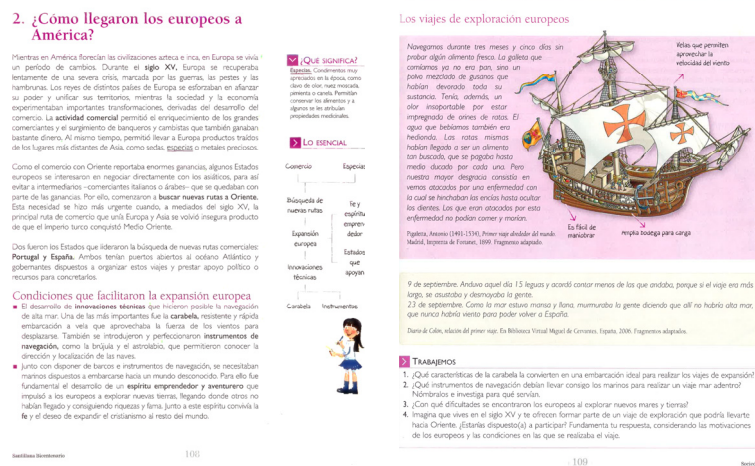 2. ¿Cómo llegaron los europeos a
América?
Mientras en América florecían las civilizaciones azteca e inca, en Europa se vivía
un período de cambios. Durante el siglo XV, Europa se recuperaba
lentamente de una severa crisis, marcada por las guerras, las pestes y las
hambrunas. Los reyes de distintos países de Europa se esforzaban en afianzar
su poder y unificar sus territorios, mientras la sociedad y la economía
experimentaban importantes transformaciones, derivadas del desarrollo del
comercio. La actividad comercial permitió el enriquecimiento de los grandes
comerciantes y el surgimiento de banqueros y cambistas que también ganaban
bastante dinero. Al mismo tiempo, permitió llevar a Europa productos traídos
de los lugares más distantes de Asia, como sedas, especias o metales preciosos.
Como el comercio con Oriente reportaba enormes ganancias, algunos Estados
europeos se interesaron en negociar directamente con los asiáticos, para así
evitar a intermediarios –comerciantes italianos o árabes– que se quedaban con
parte de las ganancias. Por ello, comenzaron a buscar nuevas rutas a Oriente.
Esta necesidad se hizo más urgente cuando, a mediados del siglo XV, la
principal ruta de comercio que unía Europa y Asia se volvió insegura producto
de que el imperio turco conquistó Medio Oriente.
Dos fueron los Estados que lideraron la búsqueda de nuevas rutas comerciales:
Portugal y España. Ambos tenían puertos abiertos al océano Atlántico y
gobernantes dispuestos a organizar estos viajes y prestar apoyo político o
recursos para concretarlos.
Condiciones que facilitaron la expansión europea
El desarrollo de innovaciones técnicas que hicieron posible la navegación
de alta mar. Una de las más importantes fue la carabela, resistente y rápida
embarcación a vela que aprovechaba la fuerza de los vientos para
desplazarse. También se introdujeron y perfeccionaron instrumentos de
navegación, como la brújula y el astrolabio, que permitieron conocer la
dirección y localización de las naves.
Junto con disponer de barcos e instrumentos de navegación, se necesitaban
marinos dispuestos a embarcarse hacia un mundo desconocido. Para ello fue
fundamental el desarrollo de un espíritu emprendedor y aventurero que
impulsó a los europeos a explorar nuevas tierras, llegando donde otros no
habían llegado y consiguiendo riquezas y fama. Junto a este espíritu convivía la
fe y el deseo de expandir el cristianismo al resto del mundo.
Santillana Bicentenario
108
¿QUÉ SIGNIFICA?
Especias. Condimentos muy
apreciados en la época, como
clavo de olor, nuez moscada,
pimienta o canela. Permitían
conservar los alimentos y a
algunos se les atribuían
propiedades medicinales.
LO ESENCIAL
Comercio
Especias
Búsqueda de
nuevas rutas
Expansión
europea
Innovaciones
técnicas
Fe y
espíritu
empren
dedor
Estados
que
apoyan
Carabela
Instrumentos
Los viajes de exploración europeos
Navegamos durante tres meses y cinco días sin
probar algún alimento fresco. La galleta que
comíamos ya no era pan, sino un
polvo mezclado de gusanos que
habían devorado toda su
sustancia. Tenía, además, un
olor insoportable por estar
impregnada de orines de ratas. El
agua que bebíamos también era
hedionda. Las ratas mismas
habían llegado a ser un alimento
tan buscado, que se pagaba hasta
medio ducado por cada una. Pero
nuestra mayor desgracia consistía en
vernos atacados por una enfermedad con
la cual se hinchaban las encías hasta ocultar
los dientes. Los que eran atacados por esta
enfermedad no podían comer y morían.
Pigafetta, Antonio (1491-1534), Primer viaje alrededor del mundo.
Madrid, Imprenta de Fortanet, 1899. Fragmento adaptado.
Velas que permiten
aprovechar la
velocidad del viento
Es fácil de
maniobrar
Amplia bodega para carga
9 de septiembre. Anduvo aquel día 15 leguas y acordó contar menos de las que andaba, porque si el viaje era más
largo, se asustaba y desmayaba la gente.
23 de septiembre. Como la mar estuvo mansa y llana, murmuraba la gente diciendo que allí no habría alta mar,
que nunca habría viento para poder volver a España.
Diario de Colón, relación del primer viaje. En Biblioteca Virtual Miguel de Cervantes. España, 2006. Fragmentos adaptados.
TRABAJEMOS
1. ¿Qué características de la carabela la convierten en una embarcación ideal para realizar los viajes de expansión?
2. ¿Qué instrumentos de navegación debían llevar consigo los marinos para realizar un viaje mar adentro?
Nómbralos e investiga para qué servían.
3. ¿Con qué dificultades se encontraron los europeos al explorar nuevos mares y tierras?
4. Imagina que vives en el siglo XV y te ofrecen formar parte de un viaje de exploración que podría llevarte
hacia Oriente. ¿Estarías dispuesto(a) a participar? Fundamenta tu respuesta, considerando las motivaciones
de los europeos y las condiciones en las que se realizaba el viaje.
109